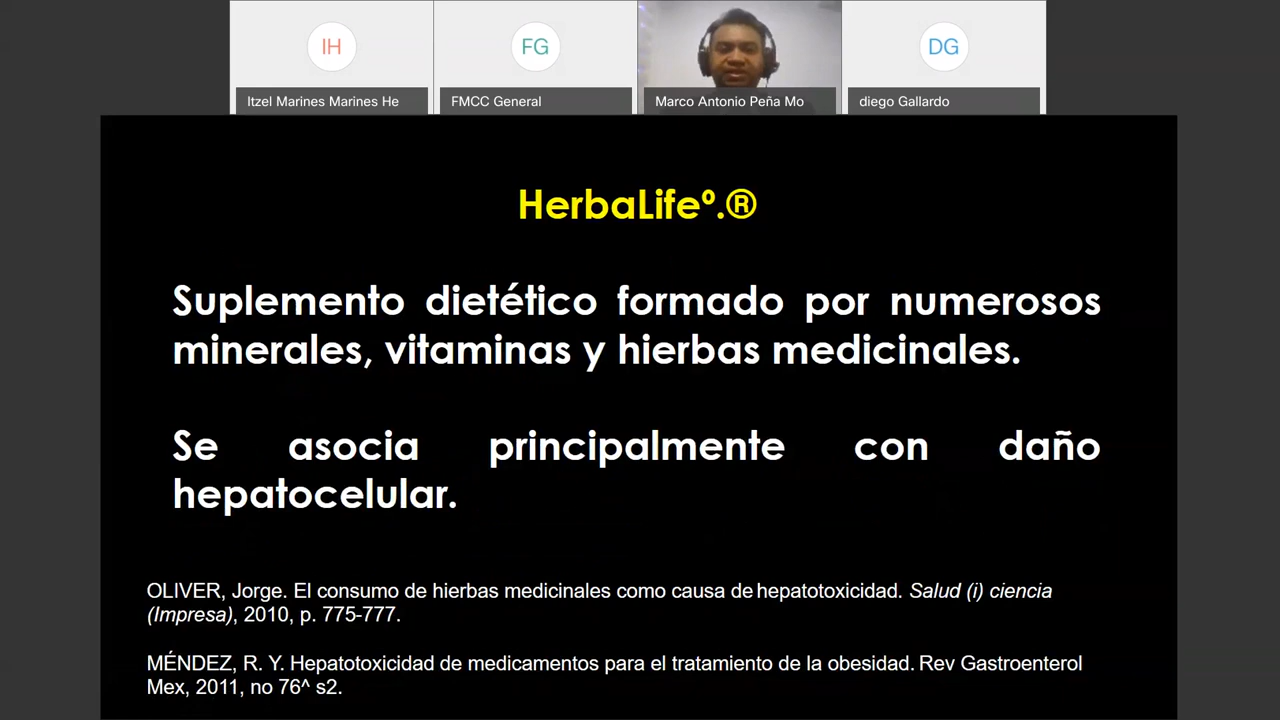 IH
FG
DG
Itzel Marines Marines He
FMCC General
Marco Antonio Peña Mo
diego Gallardo
HerbaLifeº.®
Suplemento dietético formado por numerosos
minerales, vitaminas y hierbas medicinales.
Se asocia principalmente con daño
hepatocelular.
OLIVER, Jorge. El consumo de hierbas medicinales como causa de hepatotoxicidad. Salud (i) ciencia
(Impresa), 2010, p. 775-777.
MÉNDEZ, R. Y. Hepatotoxicidad de medicamentos para el tratamiento de la obesidad. Rev Gastroenterol
Mex, 2011, no 76^ s2.